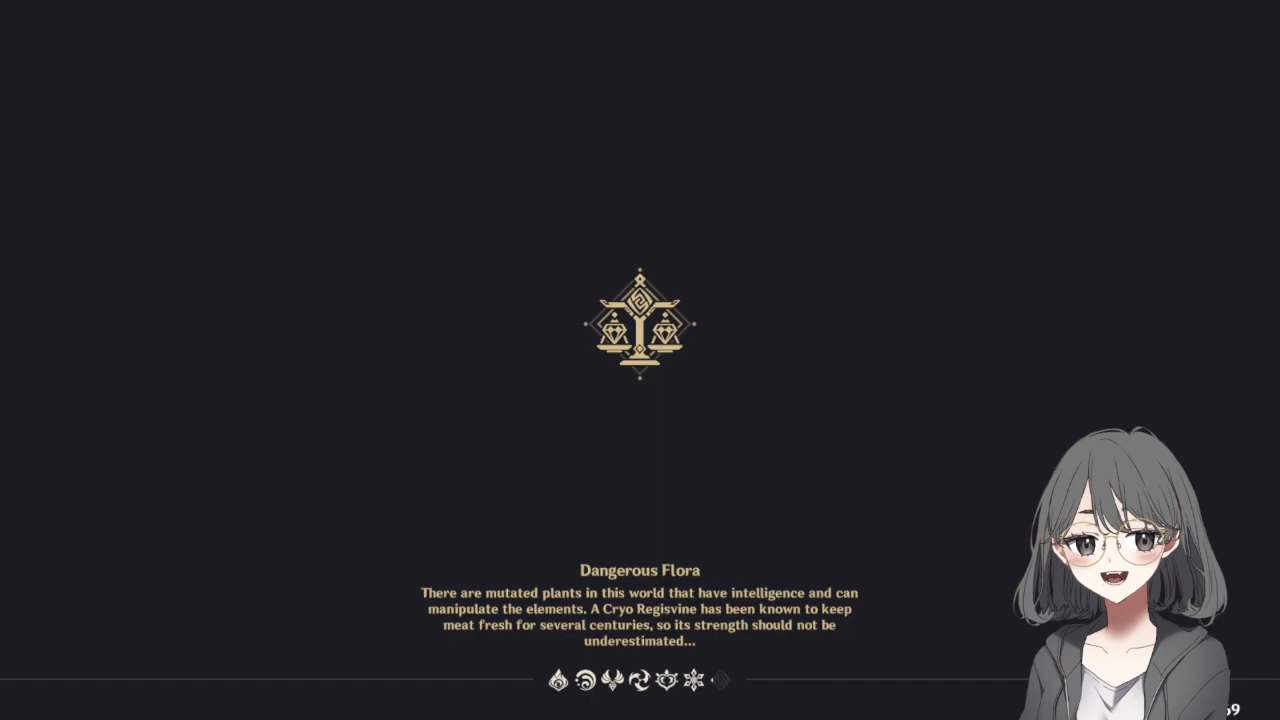 Dangerous Flora
There are mutated plants in this world that have intelligence and can
manipulate the elements. A Cryo Regisvine has been known to keep
meat fresh for several centuries, so its strength should not be
underestimated...